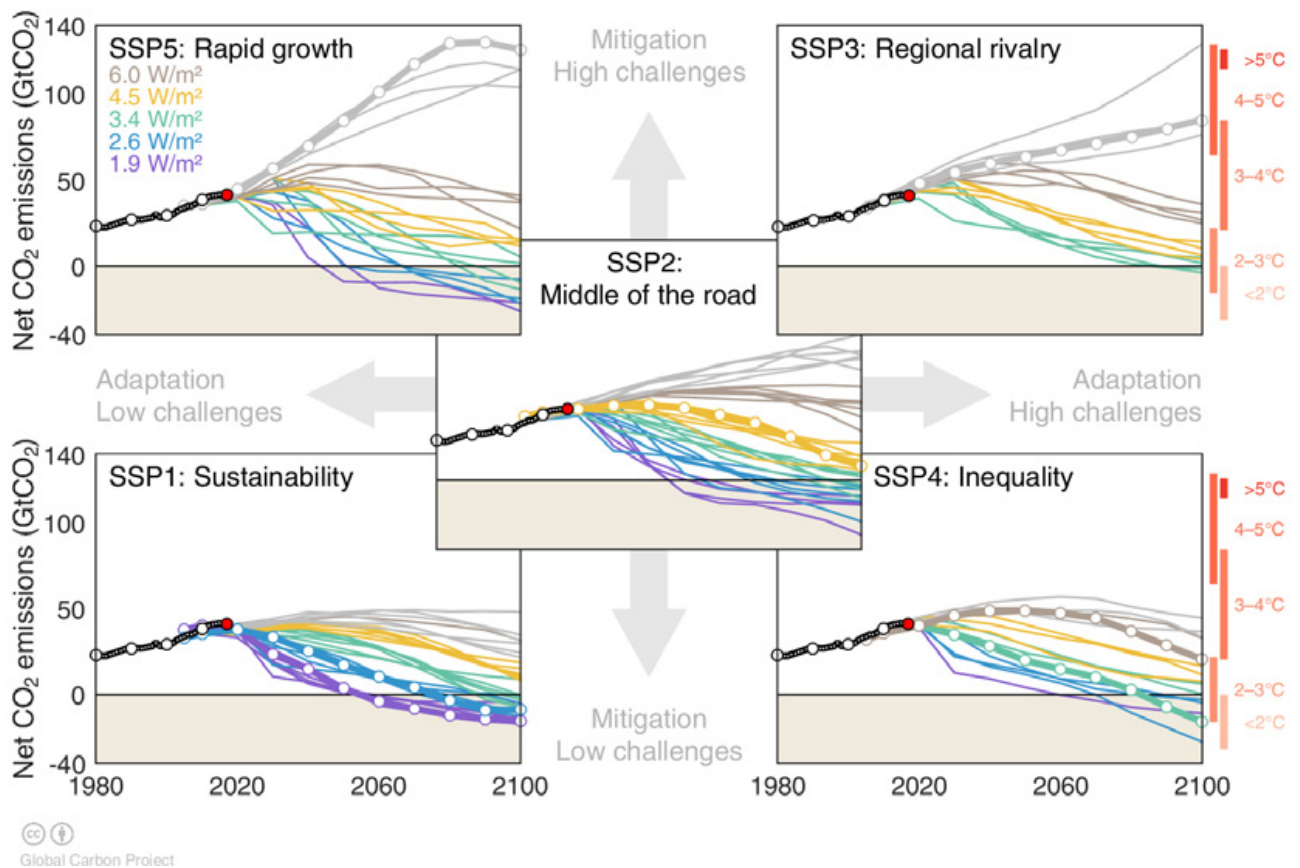 140
100
50
0
-40
Net CO₂ emissions (GtCO₂)
SSP5: Rapid growth
6.0 W/m²
4.5 W/m²
3.4 W/m²
2.6 W/m²
1.9 W/m²
Mitigation
High challenges
SSP3: Regional rivalry
>5°C
4–5°C
3–4°C
2–3°C
<2°C
SSP2:
Middle of the road
Adaptation
Low challenges
Adaptation
High challenges
140
100
50
0
-40
Net CO₂ emissions (GtCO₂)
SSP1: Sustainability
Mitigation
Low challenges
SSP4: Inequality
>5°C
4–5°C
3–4°C
2–3°C
<2°C
1980 2020 2060 2100
1980 2020 2060 2100
cc
Global Carbon Project